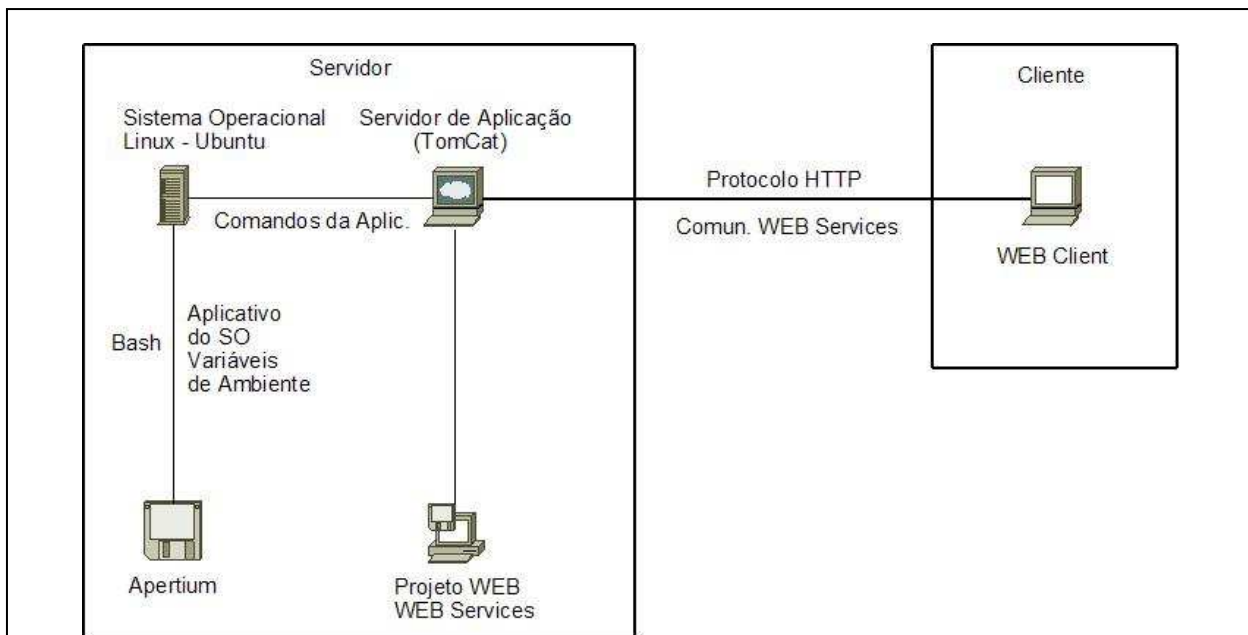 Servidor
Sistema Operacional
Linux - Ubuntu
Servidor de Aplicação
(TomCat)
Comandos da Aplic.
Bash
Aplicativo
do SO
Variáveis
de Ambiente
Apertium
Projeto WEB
WEB Services
Protocolo HTTP
Comun. WEB Services
Cliente
WEB Client